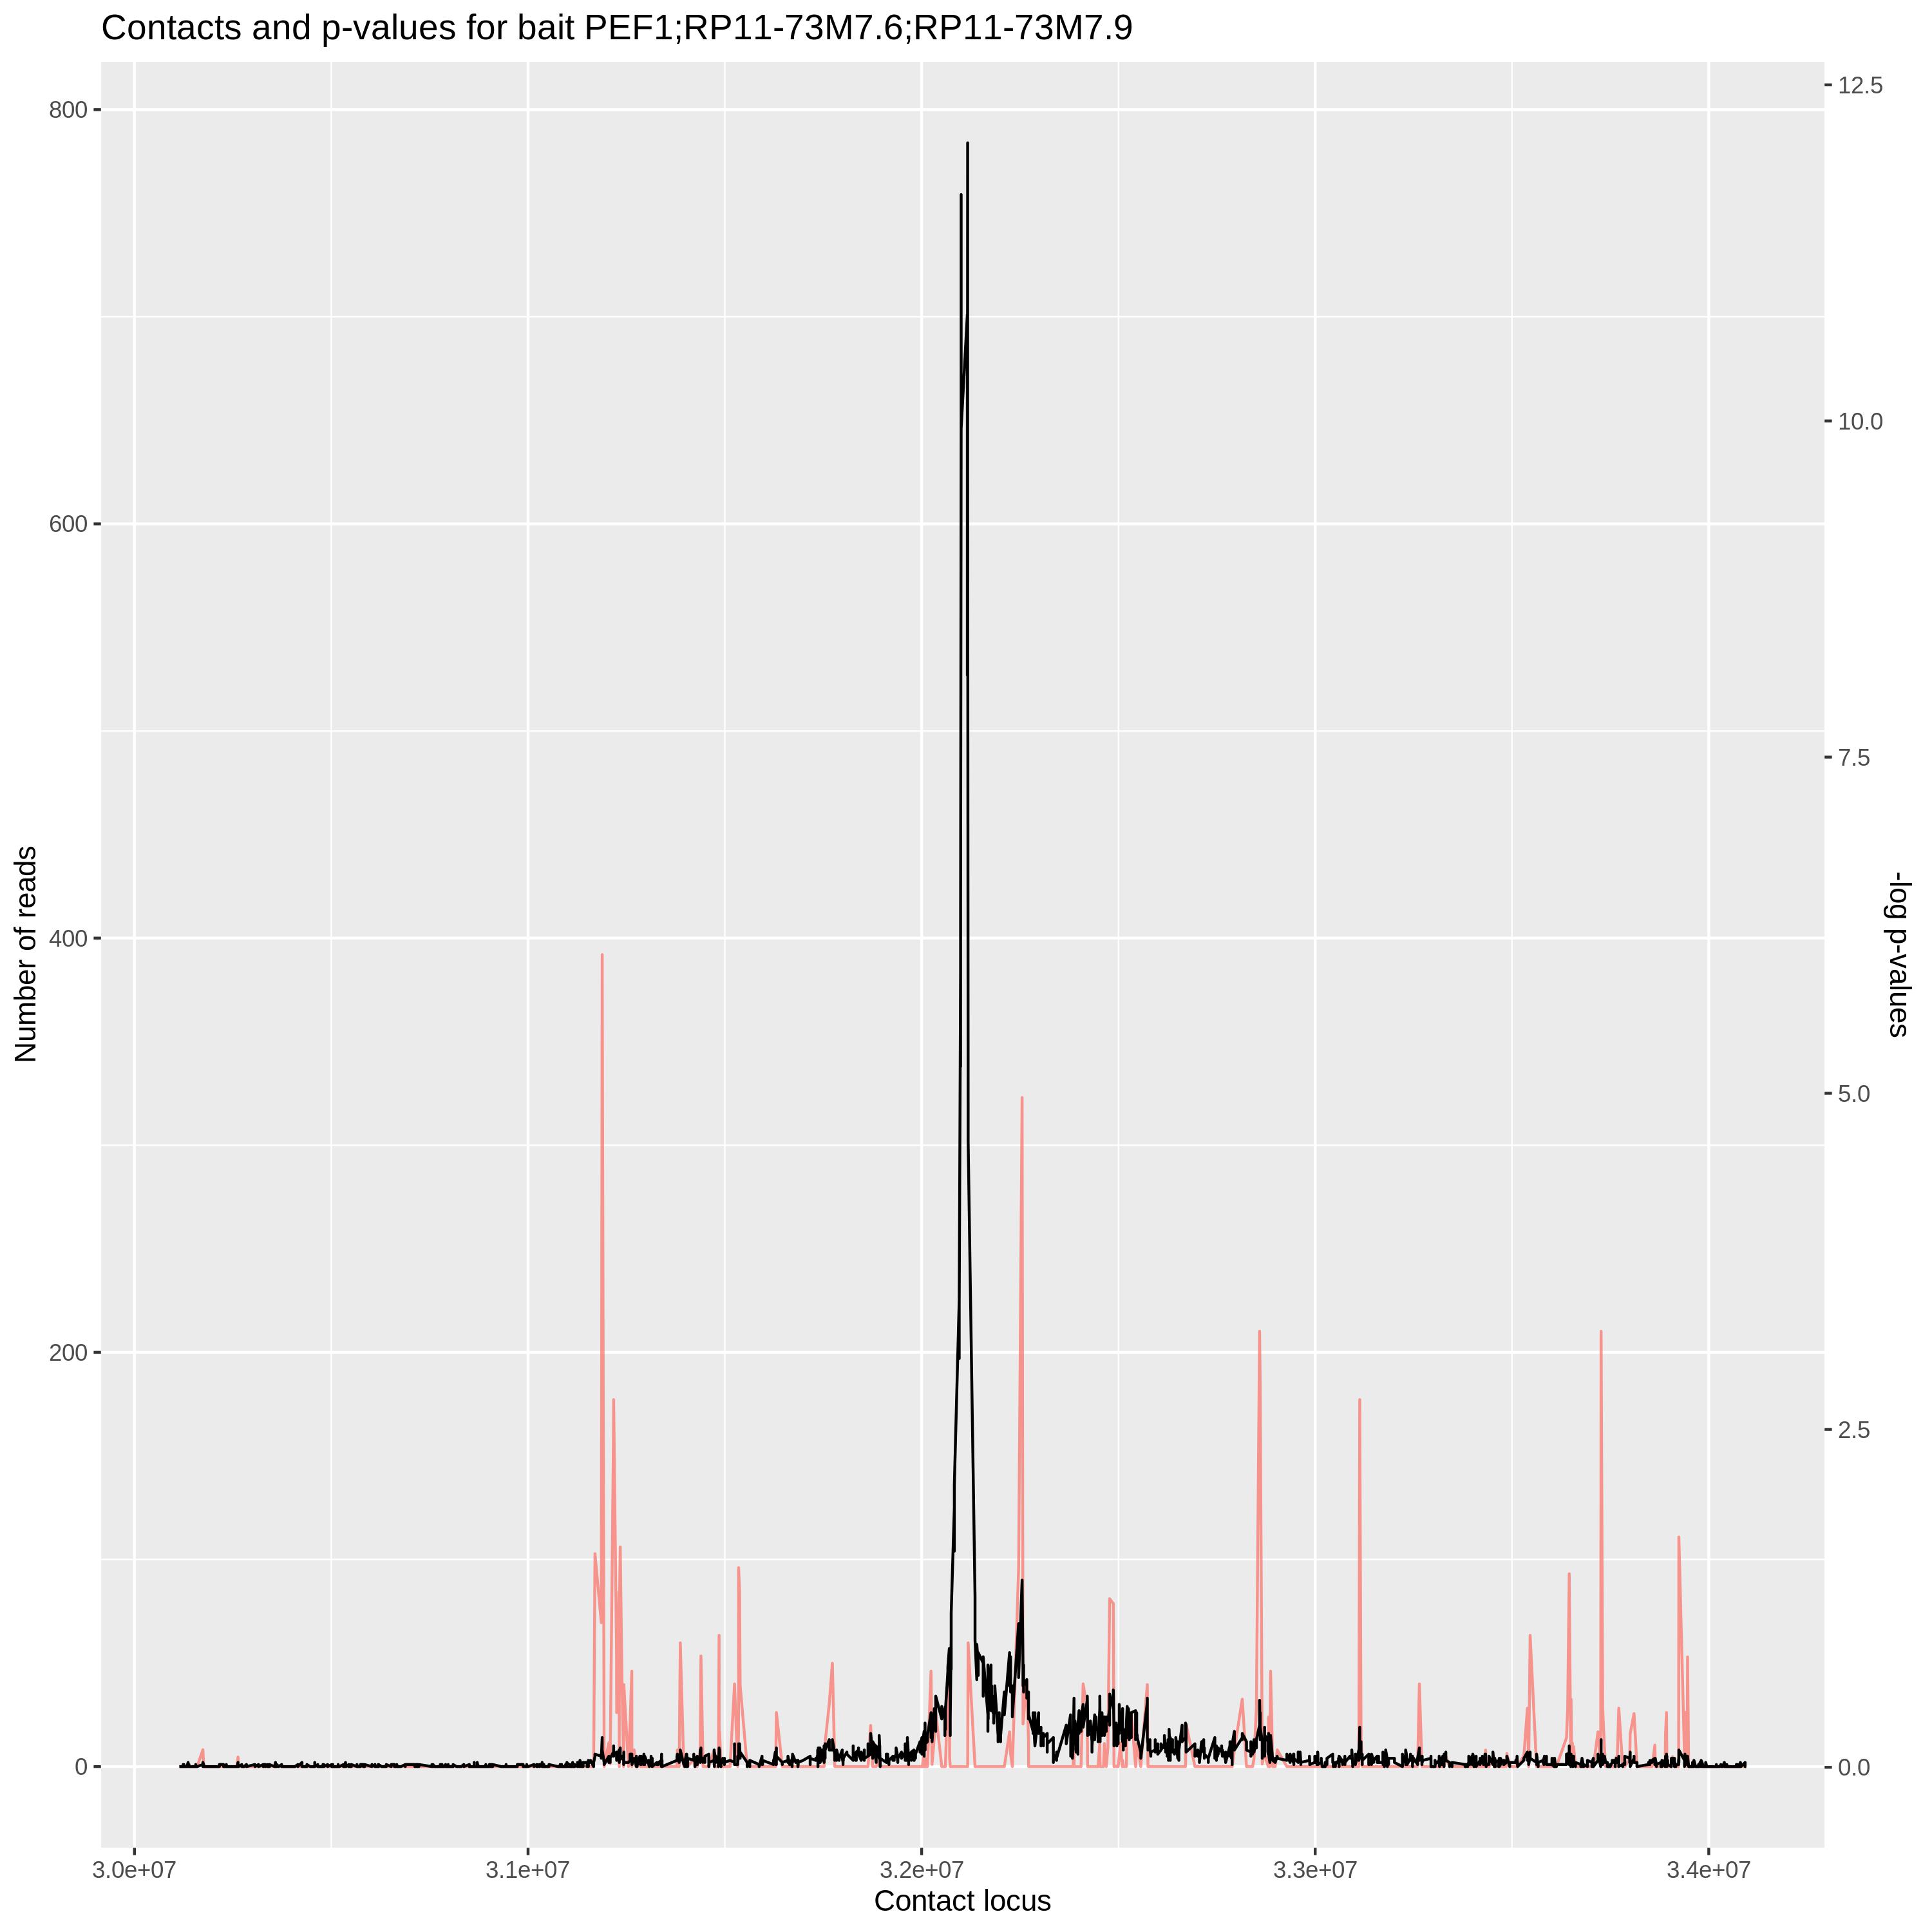 Contacts and p-values for bait PEF1;RP11-73M7.6;RP11-73M7.9
800
600
400
200
0
Number of reads
12.5
10.0
7.5
5.0
2.5
0.0
-log p-values
3.0e+07
3.1e+07
3.2e+07
3.3e+07
3.4e+07
Contact locus